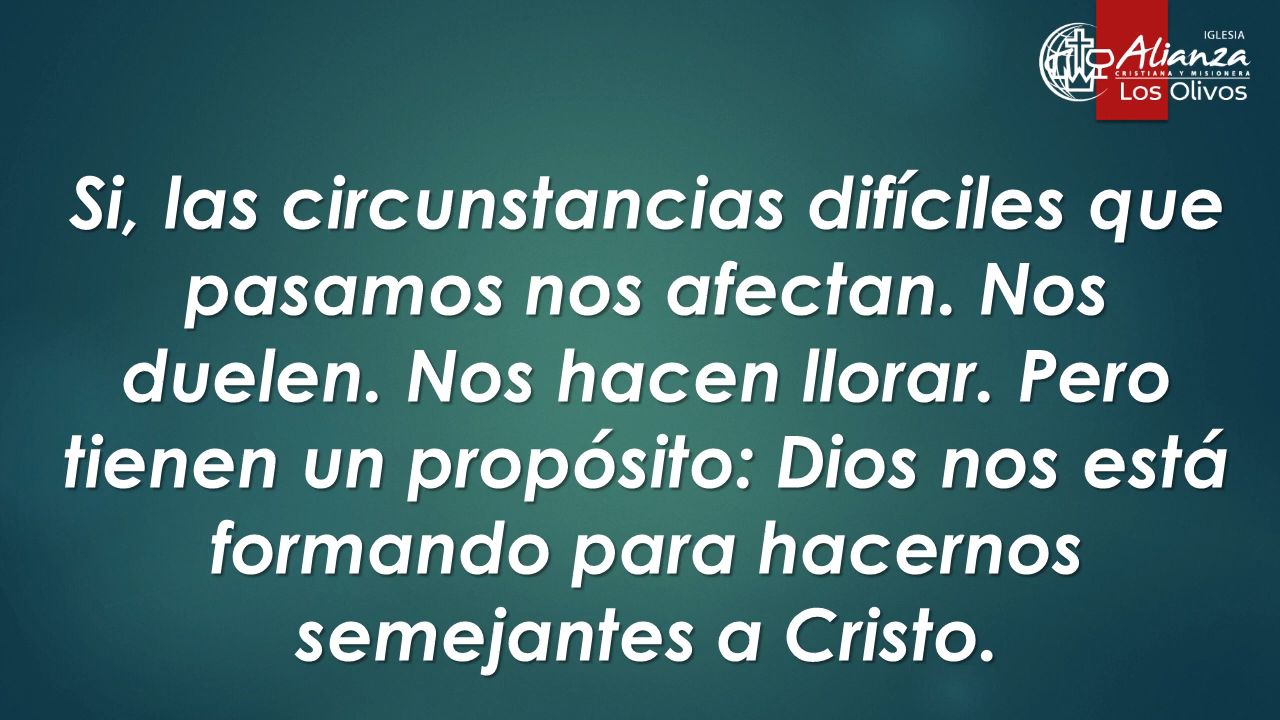 IGLESIA
Alianza
CRISTIANA Y MISIONERA
Los Olivos
Si, las circunstancias difíciles que
pasamos nos afectan. Nos
duelen. Nos hacen llorar. Pero
tienen un propósito: Dios nos está
formando para hacernos
semejantes a Cristo.